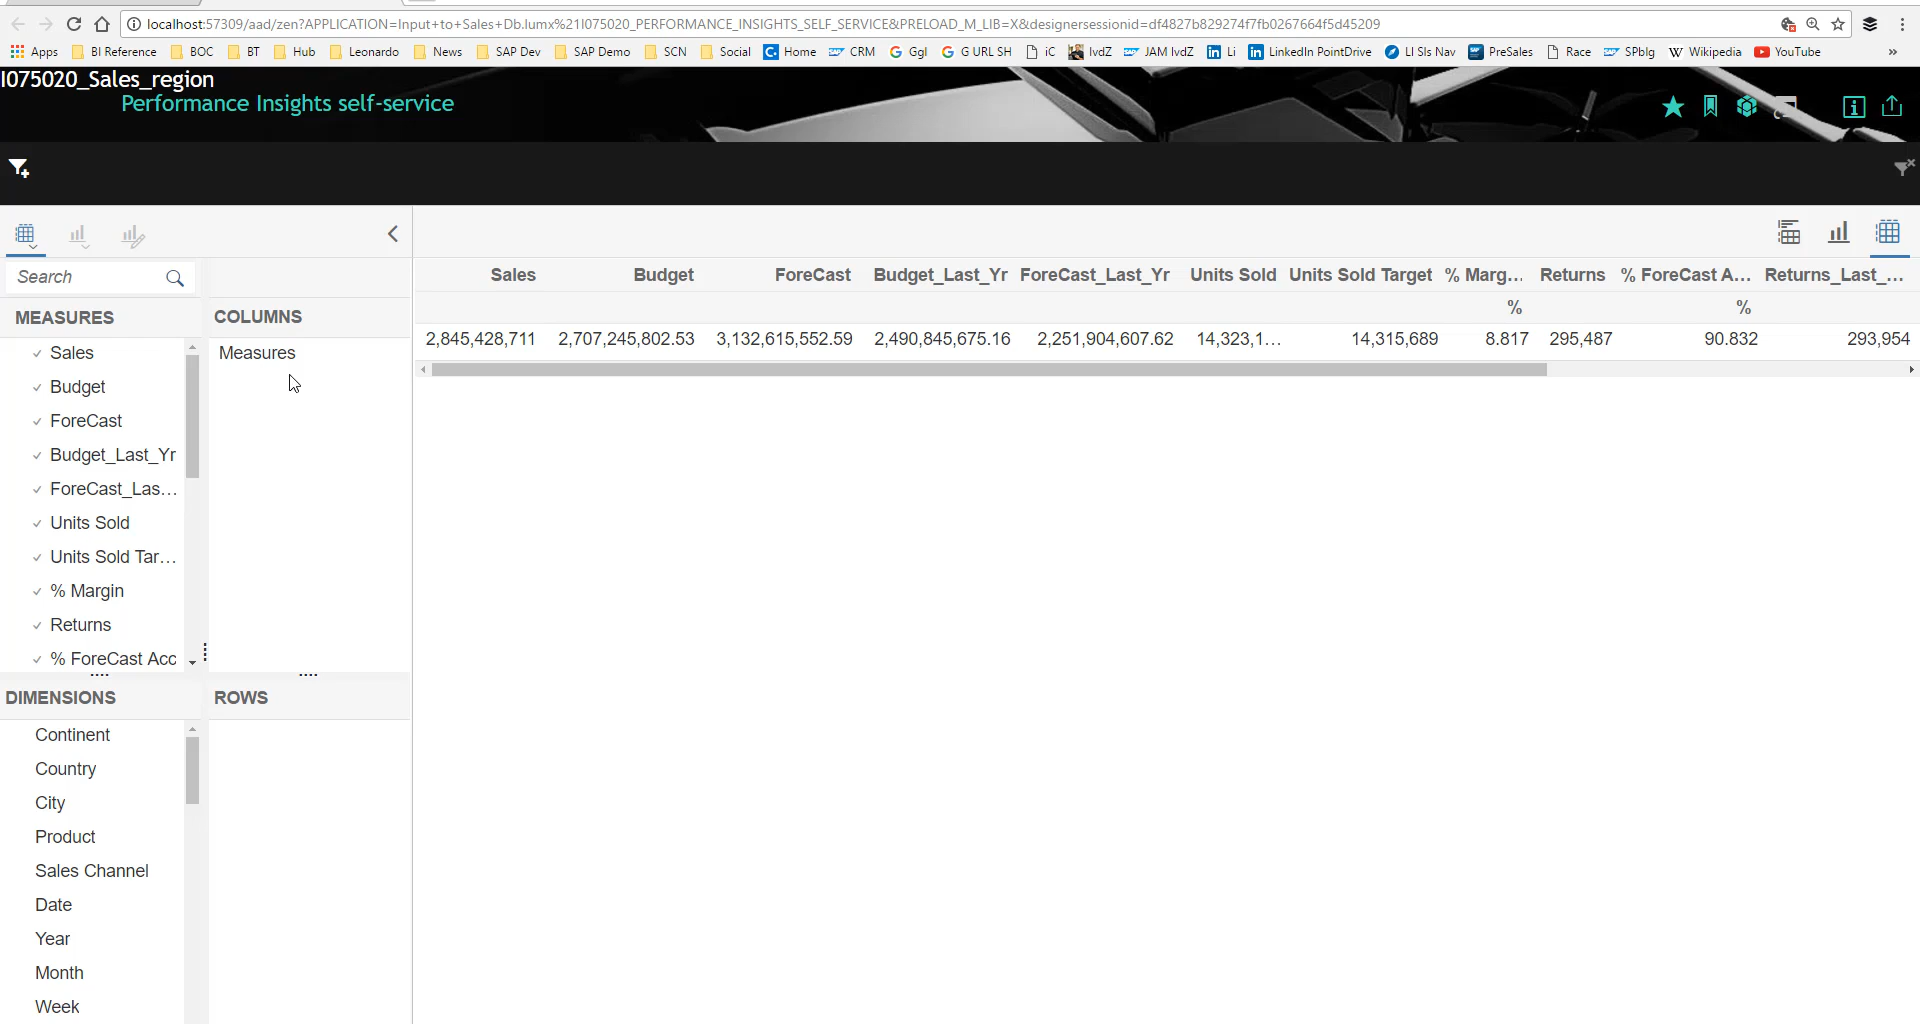 localhost:57309/aad/zen?APPLICATION=Input+to+Sales+Db.lumx%21I075020_PERFORMANCE_INSIGHTS_SELF_SERVICE&PRELOAD_M_LIB=X&designersessionid=df4827b829274f7fb0267664f5d45209
Apps BI Reference BOC BT Hub Leonardo News SAP Dev SAP Demo SCN Social Home CRM Ggl G URL SH iC IvdZ JAM IvdZ Li LinkedIn PointDrive LI Sls Nav PreSales Race SPblg Wikipedia YouTube »
I075020_Sales_region
Performance Insights self-service
Search
MEASURES
Sales
Budget
ForeCast
Budget_Last_Yr
ForeCast_Las...
Units Sold
Units Sold Tar...
% Margin
Returns
% ForeCast Acc
COLUMNS
Measures
DIMENSIONS
Continent
Country
City
Product
Sales Channel
Date
Year
Month
Week
ROWS
Sales Budget ForeCast Budget_Last_Yr ForeCast_Last_Yr Units Sold Units Sold Target % Marg... Returns % ForeCast A... Returns_Last_...
% %
2,845,428,711 2,707,245,802.53 3,132,615,552.59 2,490,845,675.16 2,251,904,607.62 14,323,1... 14,315,689 8.817 295,487 90.832 293,954